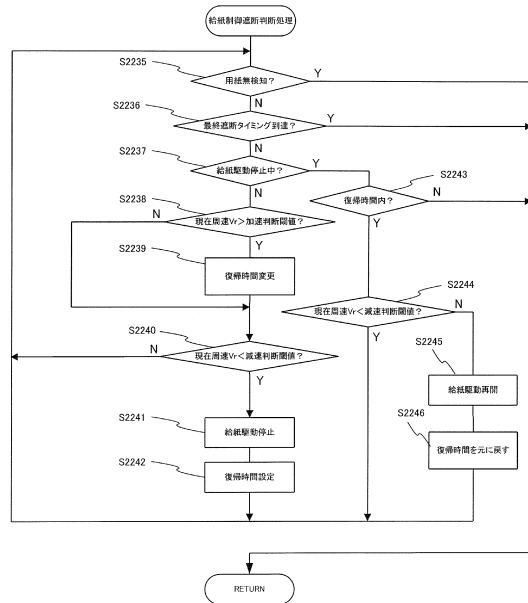 給紙制御遮断判断処理
S2235
用紙無検知?
Y
N
S2236
最終遮断タイミング到達?
Y
N
S2237
給紙駆動停止中?
Y
N
S2243
復帰時間内?
N
Y
S2238
現在周速Vr>加速判断閾値?
N
Y
S2239
復帰時間変更
S2244
現在周速Vr<減速判断閾値?
N
Y
S2240
現在周速Vr<減速判断閾値?
N
Y
S2245
給紙駆動再開
S2241
給紙駆動停止
S2246
復帰時間を元に戻す
S2242
復帰時間設定
RETURN